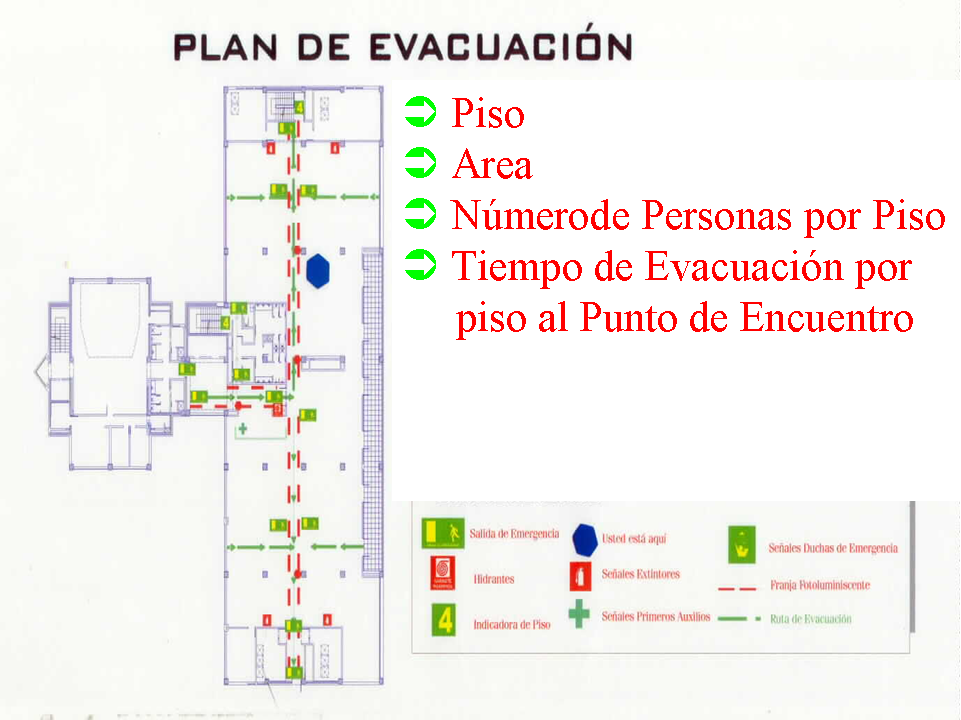 PLAN DE EVACUACIÓN
Piso
Area
Númerode Personas por Piso
Tiempo de Evacuación por
piso al Punto de Encuentro
4
4
Salida de Emergencia
Usted está aquí
Señales Duchas de Emergencia
Hidrantes
Señales Extintores
Franja Fotoluminiscente
4
Indicadora de Piso
Señales Primeros Auxilios
Ruta de Evacuación